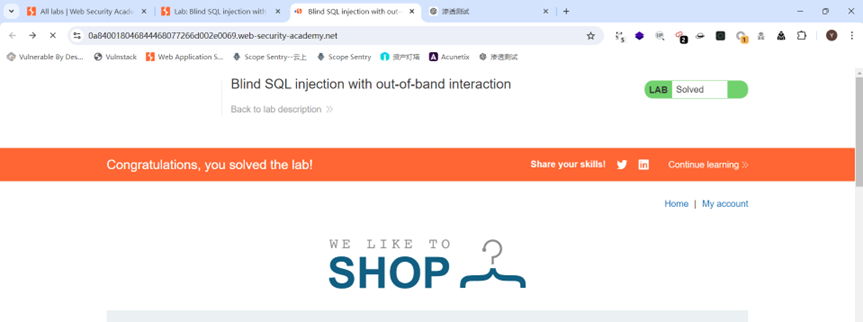 All labs | Web Security Acade
Lab: Blind SQL injection with
Blind SQL injection with out-o
渗透测试
0a840018046844468077266d002e0069.web-security-academy.net
Vulnerable By Des...
Vulnstack
Web Application S...
Scope Sentry--云上
Scope Sentry
资产灯塔
Acunetix
渗透测试
Blind SQL injection with out-of-band interaction
LAB
Solved
Back to lab description
Congratulations, you solved the lab!
Share your skills!
Continue learning
Home | My account
WE LIKE TO
SHOP